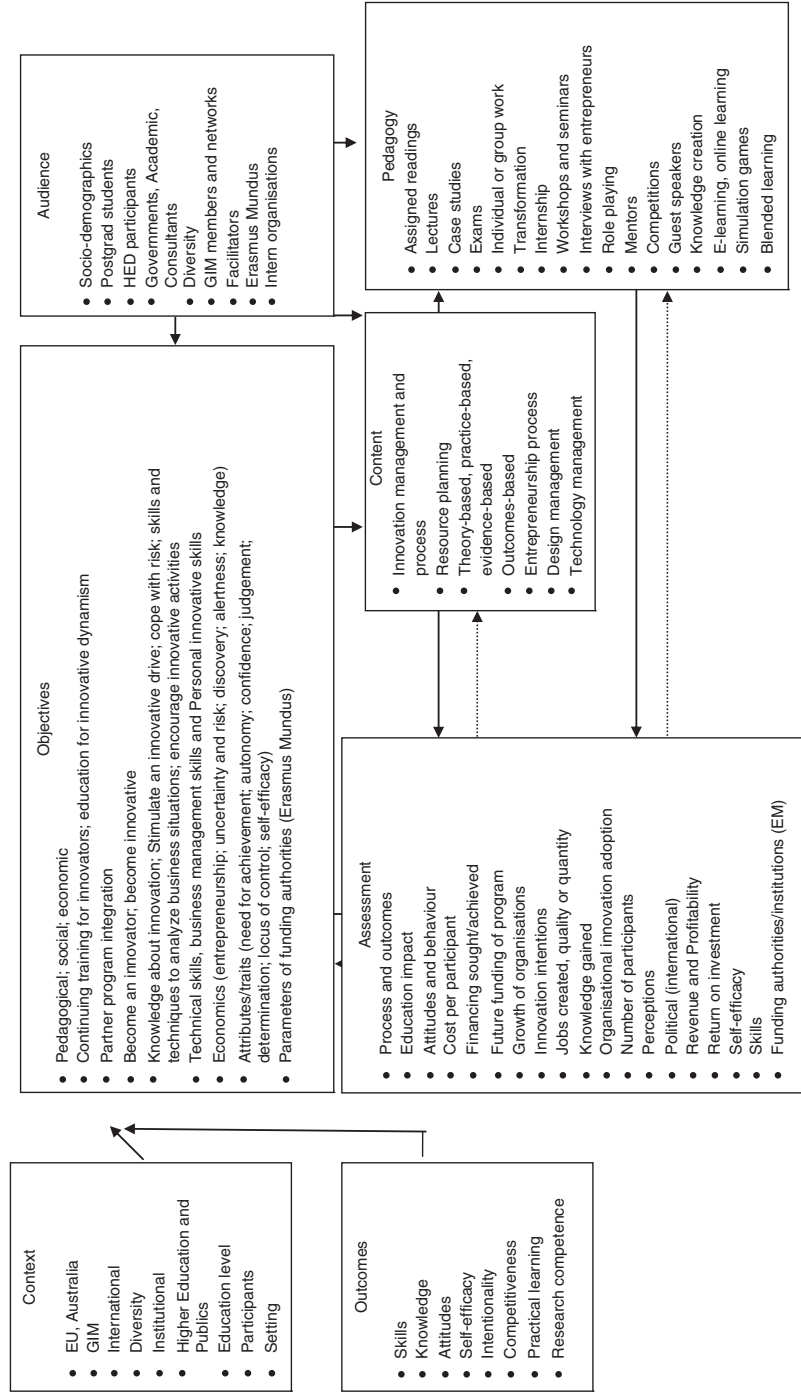 Context
• EU, Australia
• GIM
• International
• Diversity
• Institutional
• Higher Education and
Publics
• Education level
• Participants
• Setting
Outcomes
• Skills
• Knowledge
• Attitudes
• Self-efficacy
• Intentionality
• Competitiveness
• Practical learning
• Research competence
Objectives
• Pedagogical; social; economic
• Continuing training for innovators; education for innovative dynamism
• Partner program integration
• Become an innovator; become innovative
• Knowledge about innovation; Stimulate an innovative drive; cope with risk; skills and
techniques to analyze business situations; encourage innovative activities
• Technical skills, business management skills and Personal innovative skills
• Economics (entrepreneurship; uncertainty and risk; discovery; alertness; knowledge)
• Attributes/traits (need for achievement; autonomy; confidence; judgement;
determination; locus of control; self-efficacy)
• Parameters of funding authorities (Erasmus Mundus)
Assessment
• Process and outcomes
• Education impact
• Attitudes and behaviour
• Cost per participant
• Financing sought/achieved
• Future funding of program
• Growth of organisations
• Innovation intentions
• Jobs created, quality or quantity
• Knowledge gained
• Organisational innovation adoption
• Number of participants
• Perceptions
• Political (international)
• Revenue and Profitability
• Return on investment
• Self-efficacy
• Skills
• Funding authorities/institutions (EM)
Audience
• Socio-demographics
• Postgrad students
• HED participants
• Governments, Academic,
Consultants
• Diversity
• GIM members and networks
• Facilitators
• Erasmus Mundus
• Intern organisations
Content
• Innovation management and
process
• Resource planning
• Theory-based, practice-based,
evidence-based
• Outcomes-based
• Entrepreneurship process
• Design management
• Technology management
Pedagogy
• Assigned readings
• Lectures
• Case studies
• Exams
• Individual or group work
• Transformation
• Internship
• Workshops and seminars
• Interviews with entrepreneurs
• Role playing
• Mentors
• Competitions
• Guest speakers
• Knowledge creation
• E-learning, online learning
• Simulation games
• Blended learning